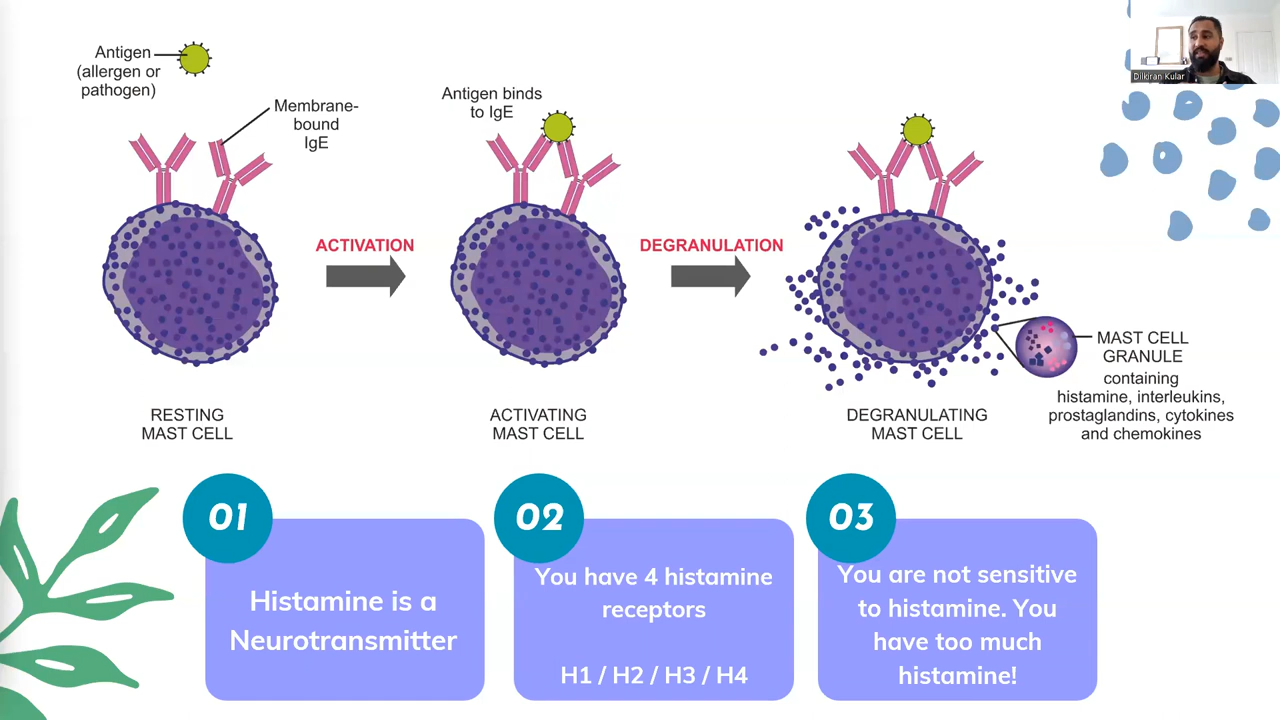 Antigen
(allergen or
pathogen)
Membrane-
bound
IgE
Antigen binds
to IgE
Dilkiran Kular
ACTIVATION
DEGRANULATION
MAST CELL
GRANULE
containing
histamine, interleukins,
prostaglandins, cytokines
and chemokines
RESTING
MAST CELL
ACTIVATING
MAST CELL
DEGRANULATING
MAST CELL
01
Histamine is a
Neurotransmitter
02
You have 4 histamine
receptors
H1 / H2 / H3 / H4
03
You are not sensitive
to histamine. You
have too much
histamine!